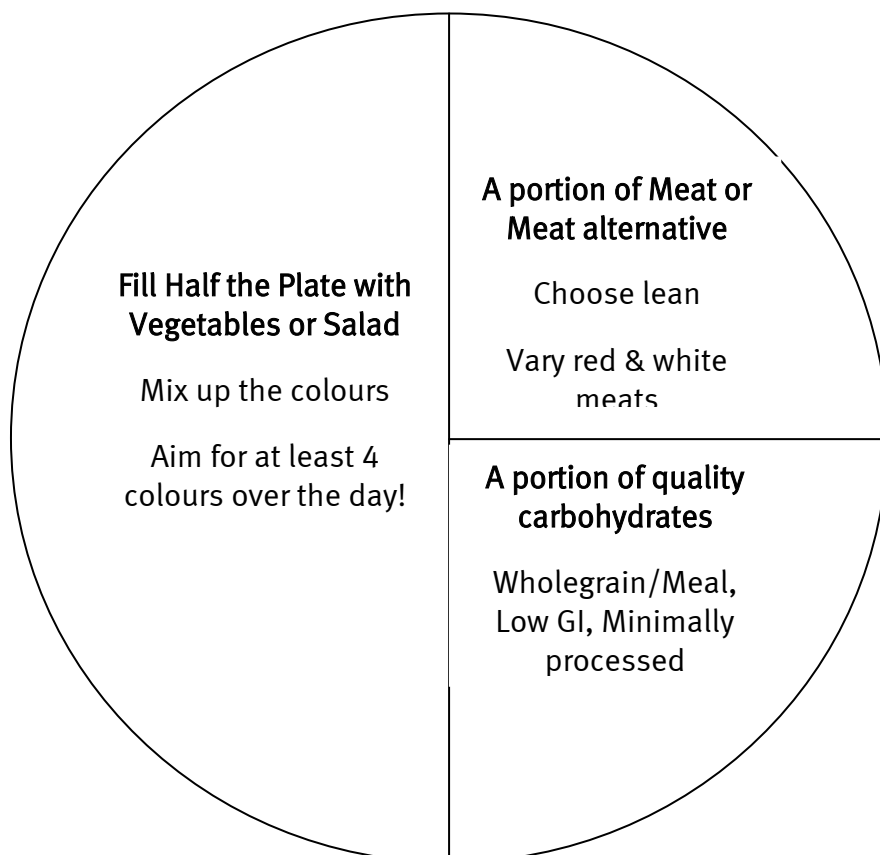 Fill Half the Plate with
Vegetables or Salad
Mix up the colours
Aim for at least 4
colours over the day!
A portion of Meat or
Meat alternative
Choose lean
Vary red & white
meats
A portion of quality
carbohydrates
Wholegrain/Meal,
Low GI, Minimally
processed